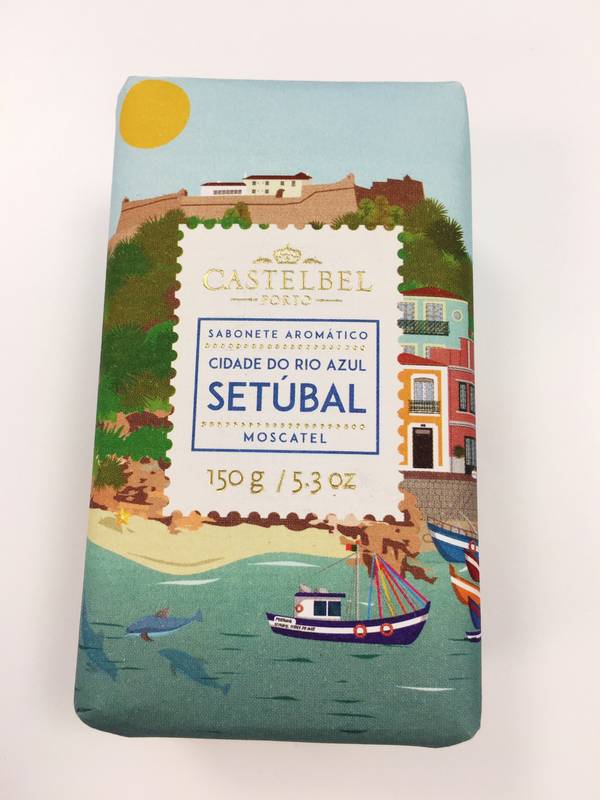 CASTELBEL
PORTO
SABONETE AROMÁTICO
CIDADE DO RIO AZUL
SETÚBAL
MOSCATEL
150 g / 5.3 oz